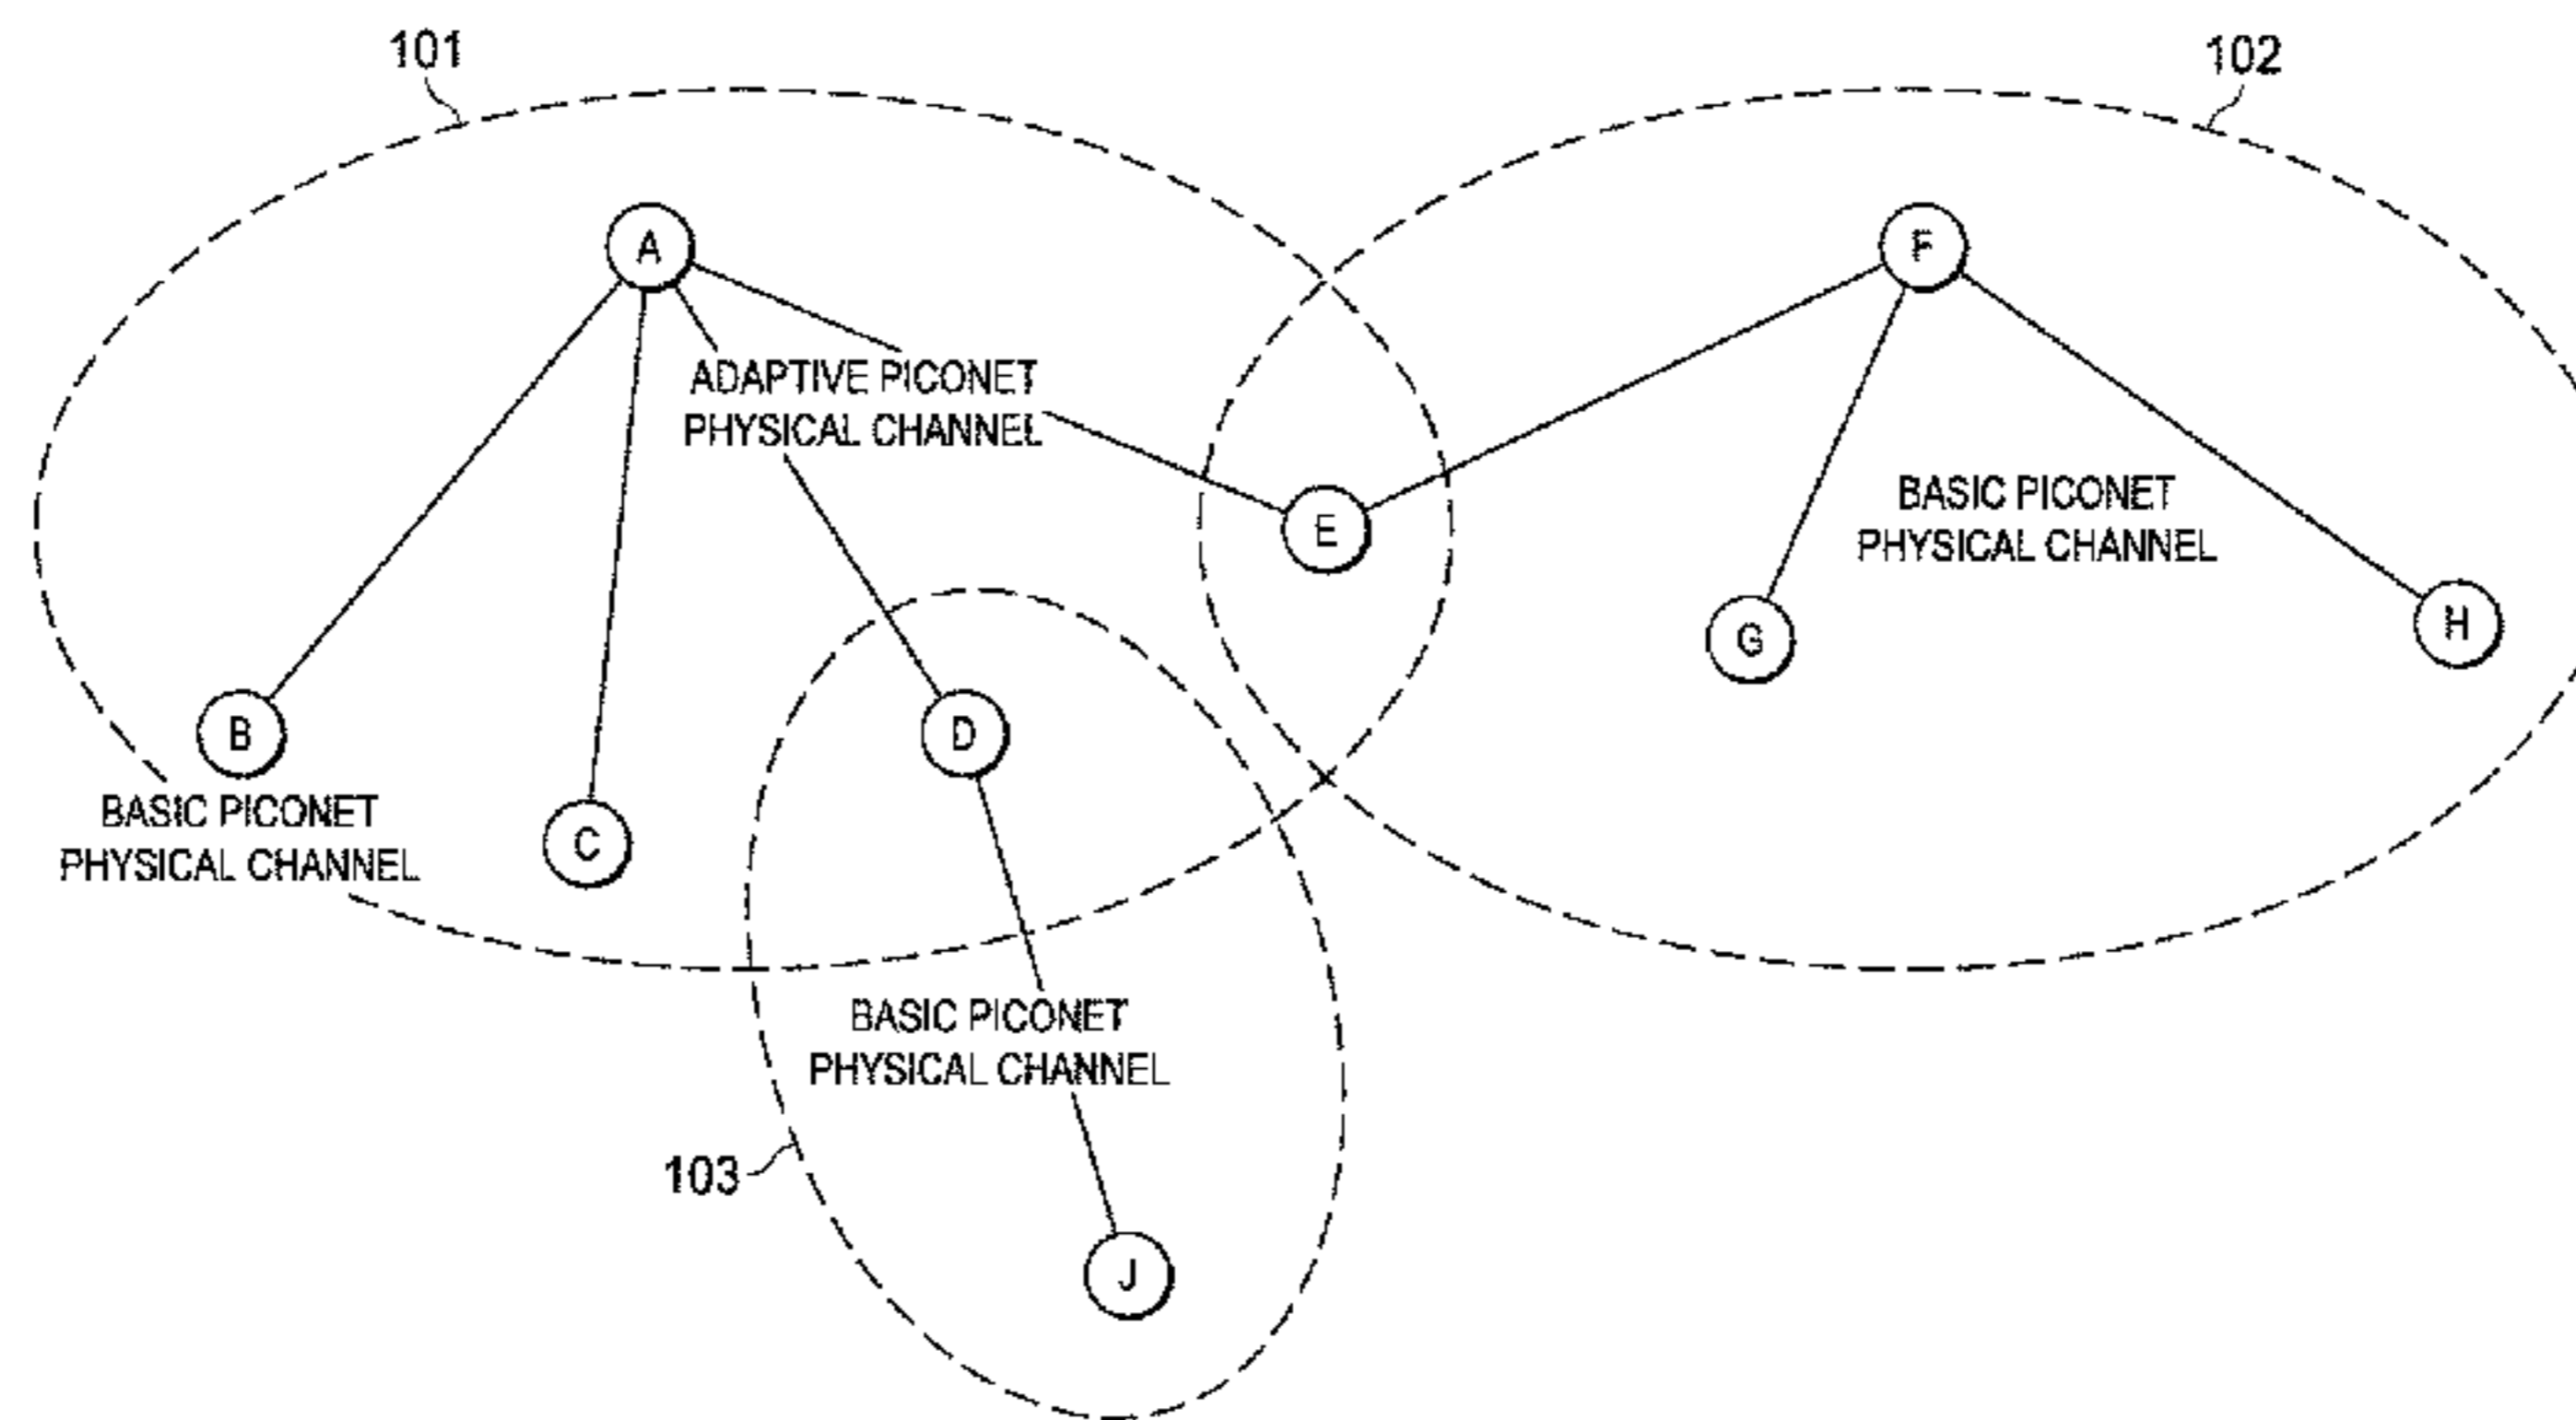 101
102
A
F
ADAPTIVE PICONET
PHYSICAL CHANNEL
E
BASIC PICONET
PHYSICAL CHANNEL
G
H
B
D
BASIC PICONET
PHYSICAL CHANNEL
C
BASIC PICONET
PHYSICAL CHANNEL
103
J